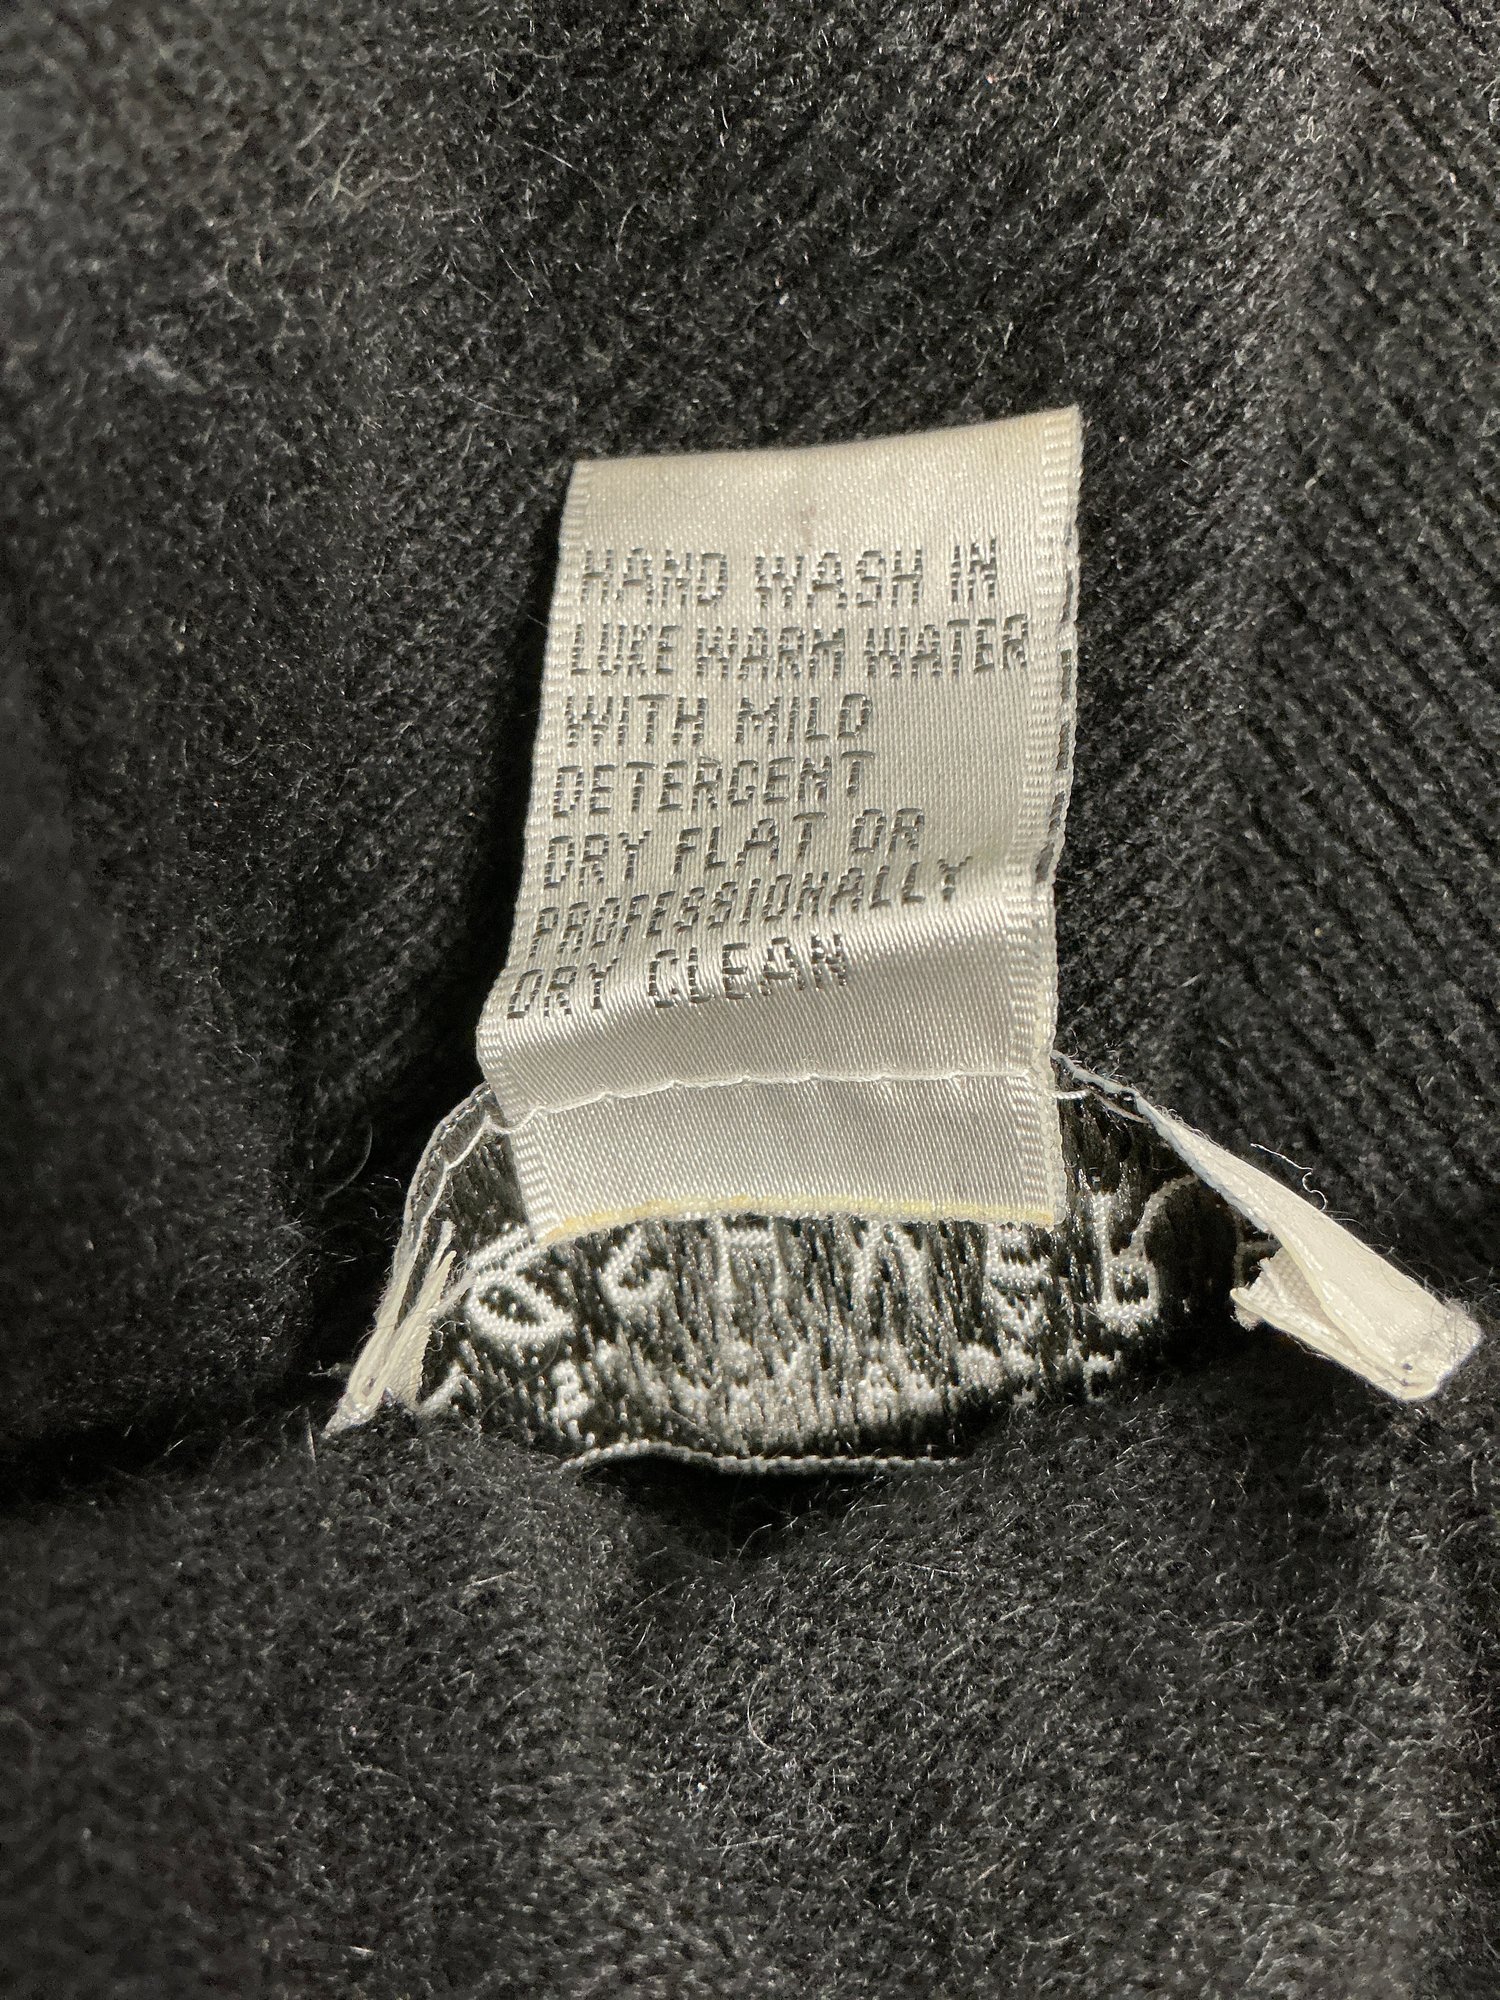 HAND WASH IN
LUKE WARM WATER
WITH MILD
DETERGENT
DRY FLAT OR
PROFESSIONALLY
DRY CLEAN